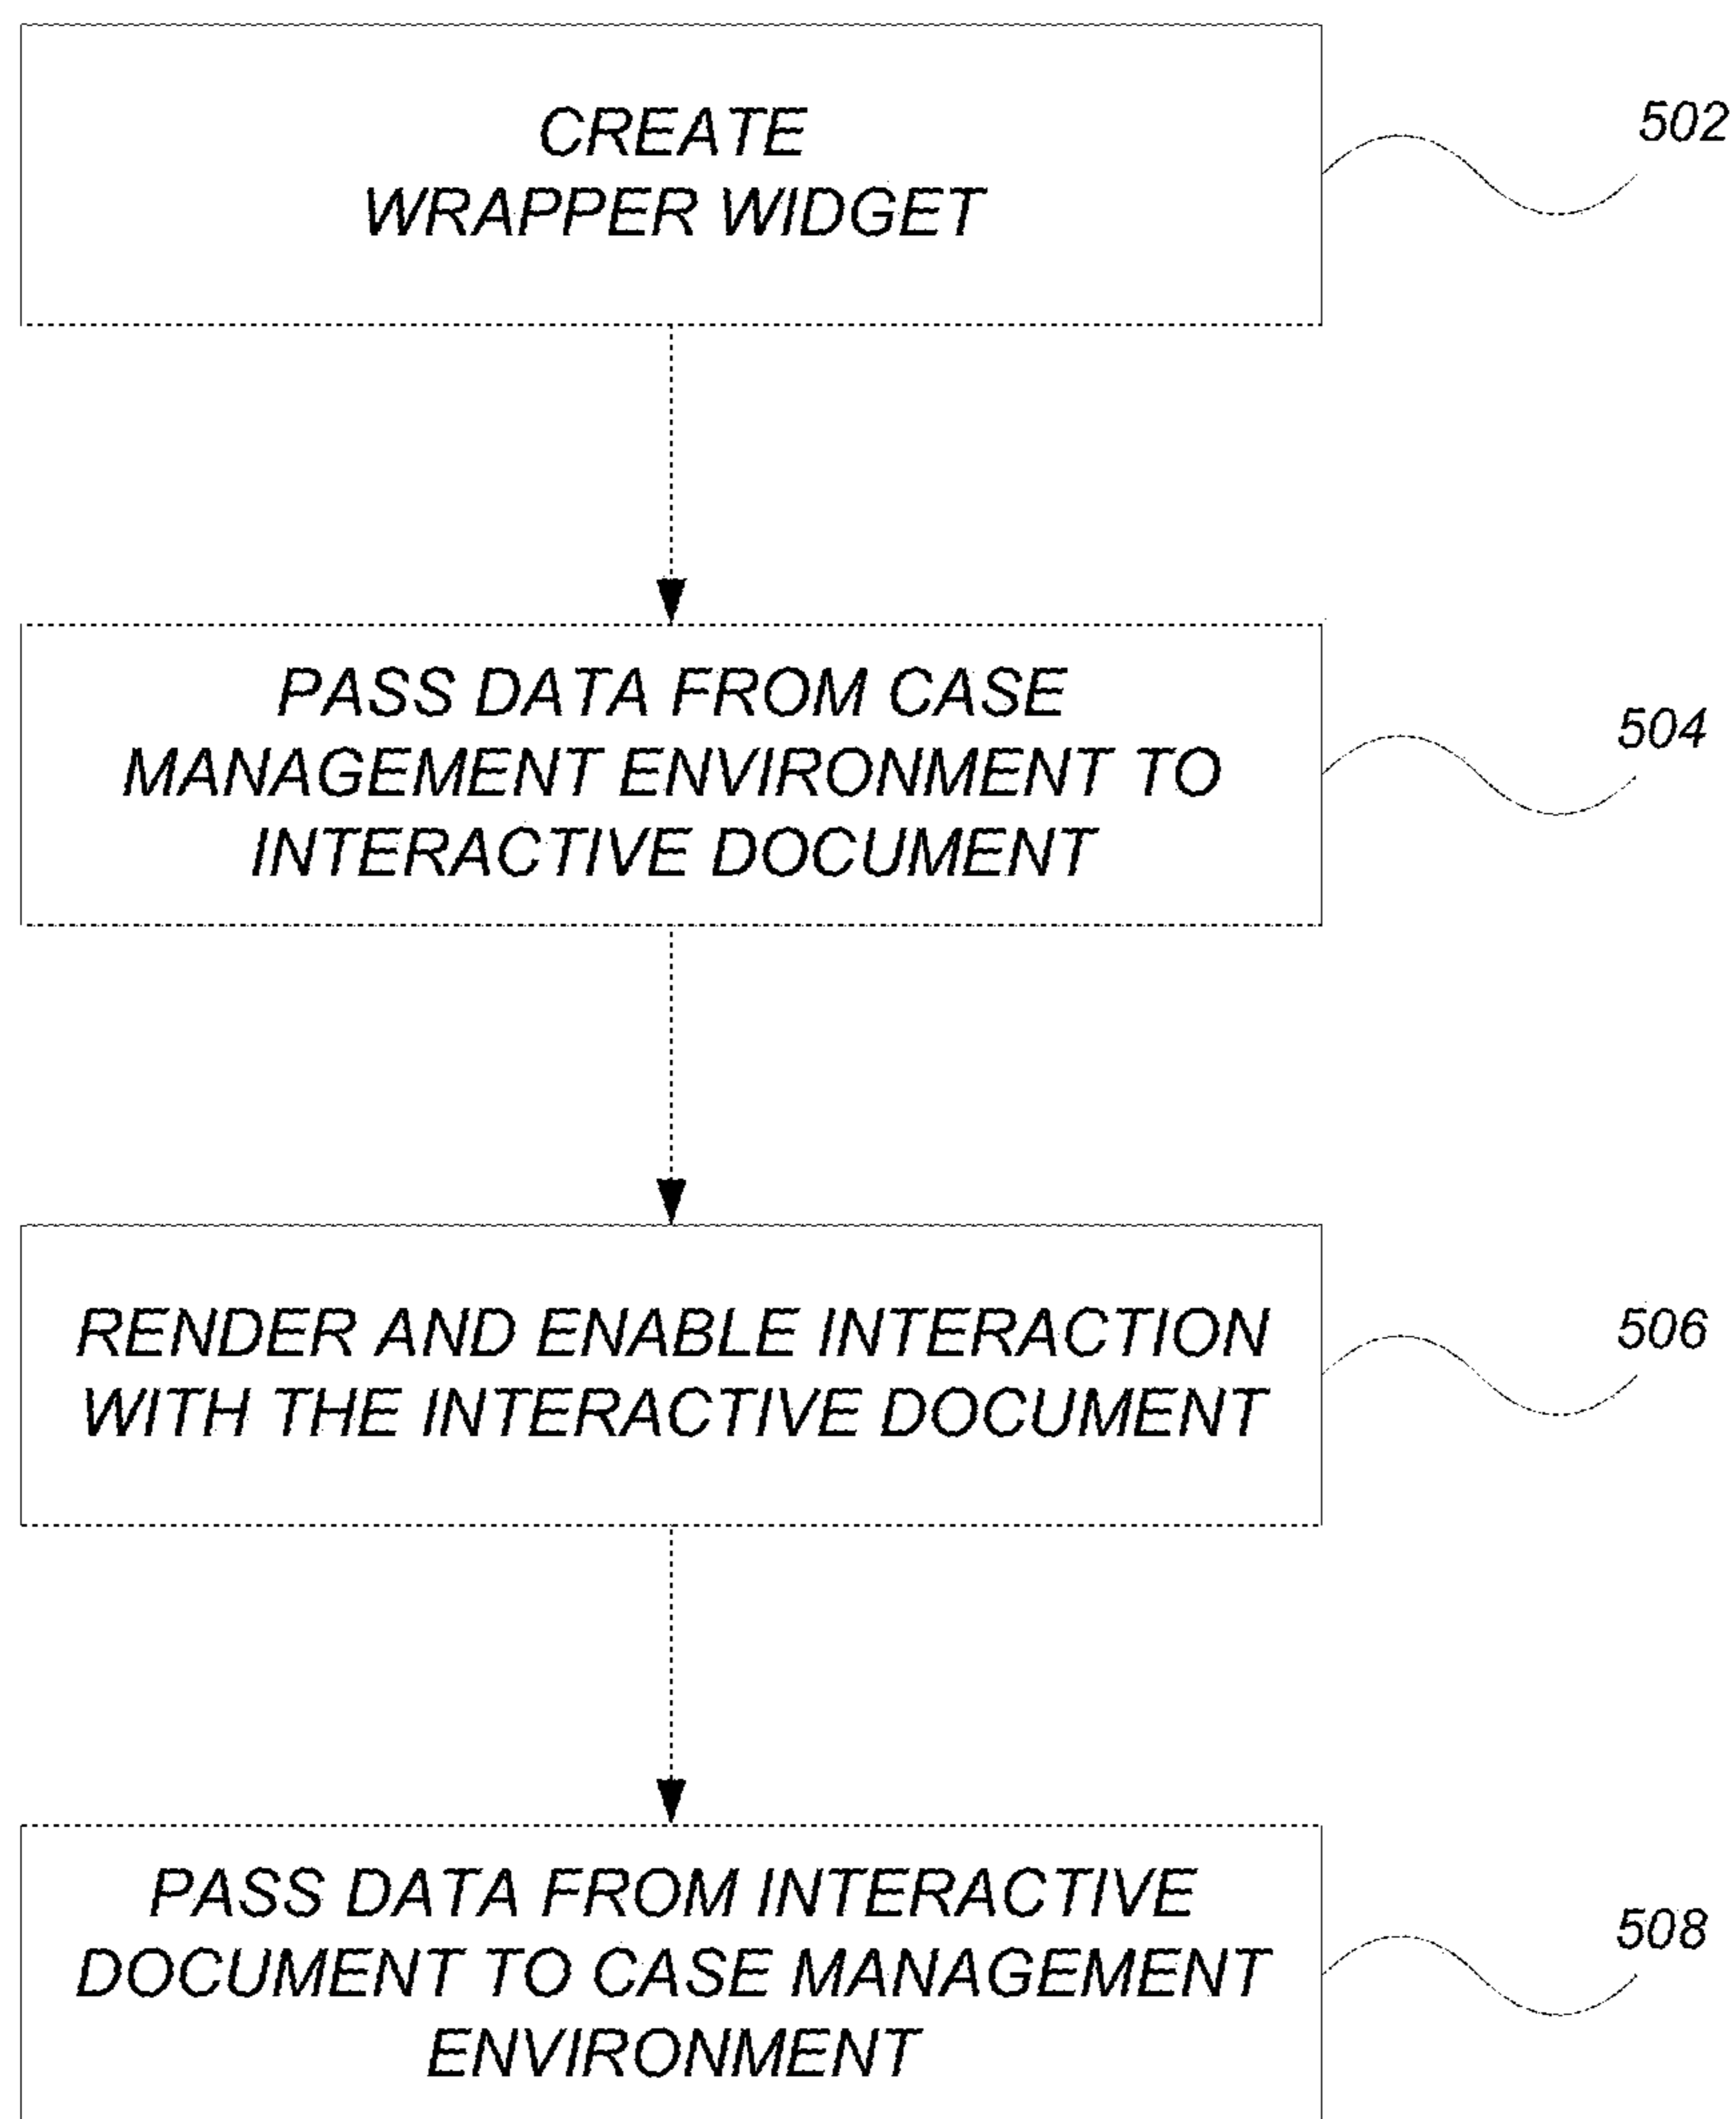 CREATE
WRAPPER WIDGET
502
PASS DATA FROM CASE
MANAGEMENT ENVIRONMENT TO
INTERACTIVE DOCUMENT
504
RENDER AND ENABLE INTERACTION
WITH THE INTERACTIVE DOCUMENT
506
PASS DATA FROM INTERACTIVE
DOCUMENT TO CASE MANAGEMENT
ENVIRONMENT
508